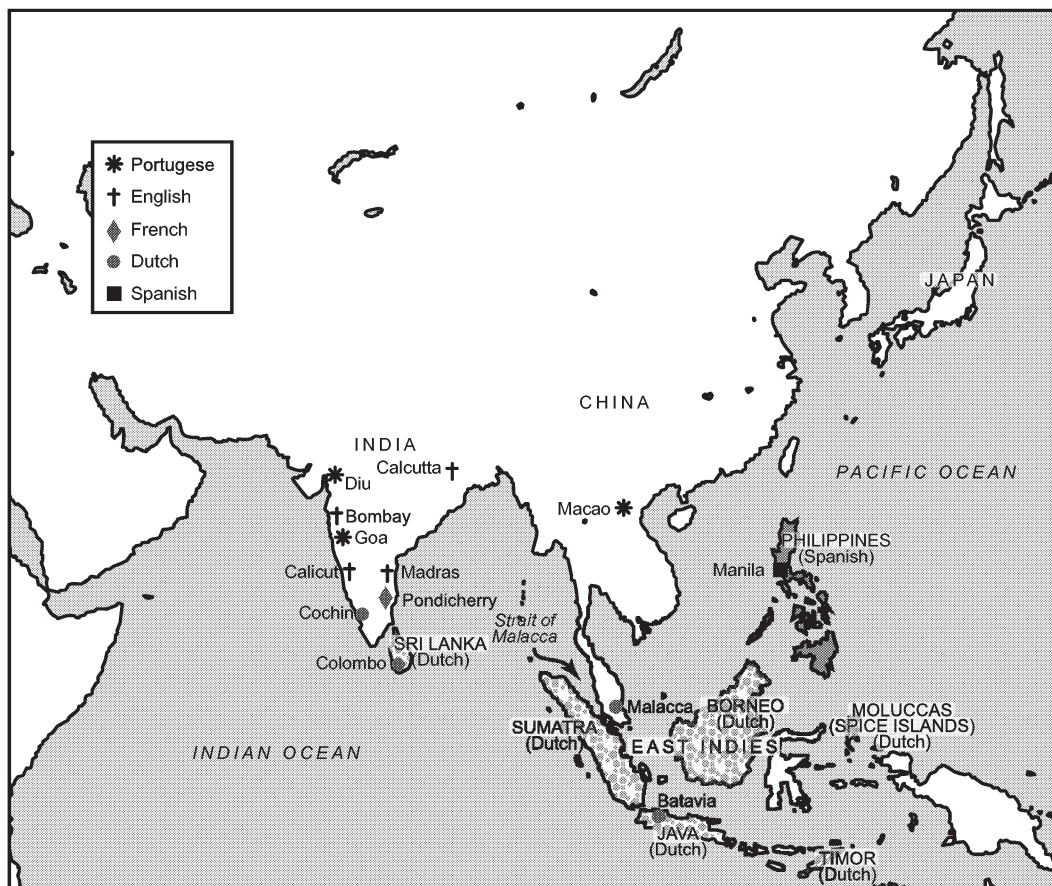 Portugese
English
French
Dutch
Spanish
JAPAN
CHINA
INDIA
Calcutta
Diu
PACIFIC OCEAN
Macao
Bombay
Goa
PHILIPPINES
(Spanish)
Manila
Calicut
Madras
Pondicherry
Cochin
Strait of
Malacca
SRI LANKA
(Dutch)
Colombo
Malacca
BORNEO
(Dutch)
MOLUCCAS
(SPICE ISLANDS)
(Dutch)
SUMATRA
(Dutch)
EAST INDIES
INDIAN OCEAN
Batavia
JAVA
(Dutch)
TIMOR
(Dutch)